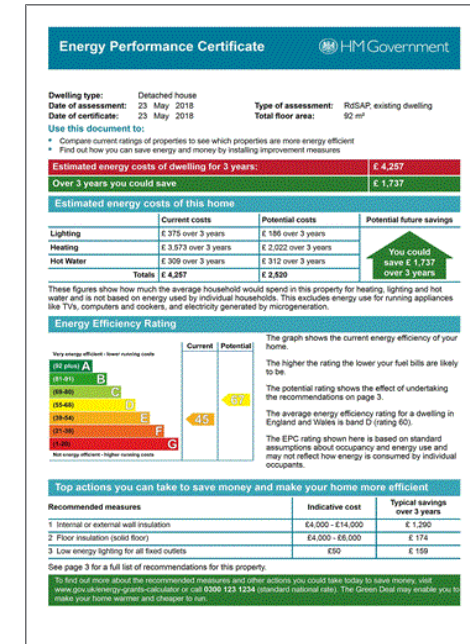 Energy Performance Certificate
HM Government
Dwelling type: Detached house
Date of assessment: 23 May 2018 Type of assessment: RdSAP, existing dwelling
Date of certificate: 23 May 2018 Total floor area: 92 m²
Use this document to:
• Compare current ratings of properties to see which properties are more energy efficient
• Find out how you can save energy and money by installing improvement measures
Estimated energy costs of dwelling for 3 years: £ 4,257
Over 3 years you could save £ 1,737
Estimated energy costs of this home
Current costs Potential costs Potential future savings
Lighting £ 375 over 3 years £ 186 over 3 years
Heating £ 3,573 over 3 years £ 2,022 over 3 years
Hot Water £ 309 over 3 years £ 312 over 3 years
Totals £ 4,257 £ 2,520
You could
save £ 1,737
over 3 years
These figures show how much the average household would spend in this property for heating, lighting and hot
water and is not based on energy used by individual households. This excludes energy use for running appliances
like TVs, computers and cookers, and electricity generated by microgeneration.
Energy Efficiency Rating
Current Potential
Very energy efficient - lower running costs
(92 plus) A
(81-91) B
(69-80) C
(55-68) D
(39-54) E
(21-38) F
(1-20) G
Not energy efficient - higher running costs
45
The graph shows the current energy efficiency of your
home.
The higher the rating the lower your fuel bills are likely
to be.
The potential rating shows the effect of undertaking
the recommendations on page 3.
The average energy efficiency rating for a dwelling in
England and Wales is band D (rating 60).
The EPC rating shown here is based on standard
assumptions about occupancy and energy use and
may not reflect how energy is consumed by individual
occupants.
Top actions you can take to save money and make your home more efficient
Recommended measures Indicative cost Typical savings
over 3 years
1 Internal or external wall insulation £4,000 - £14,000 £ 1,290
2 Floor insulation (solid floor) £4,000 - £6,000 £ 174
3 Low energy lighting for all fixed outlets £50 £ 159
See page 3 for a full list of recommendations for this property.
To find out more about the recommended measures and other actions you could take today to save money, visit
www.gov.uk/energy-grants-calculator or call 0300 123 1234 (standard national rate). The Green Deal may enable you to
make your home warmer and cheaper to run.